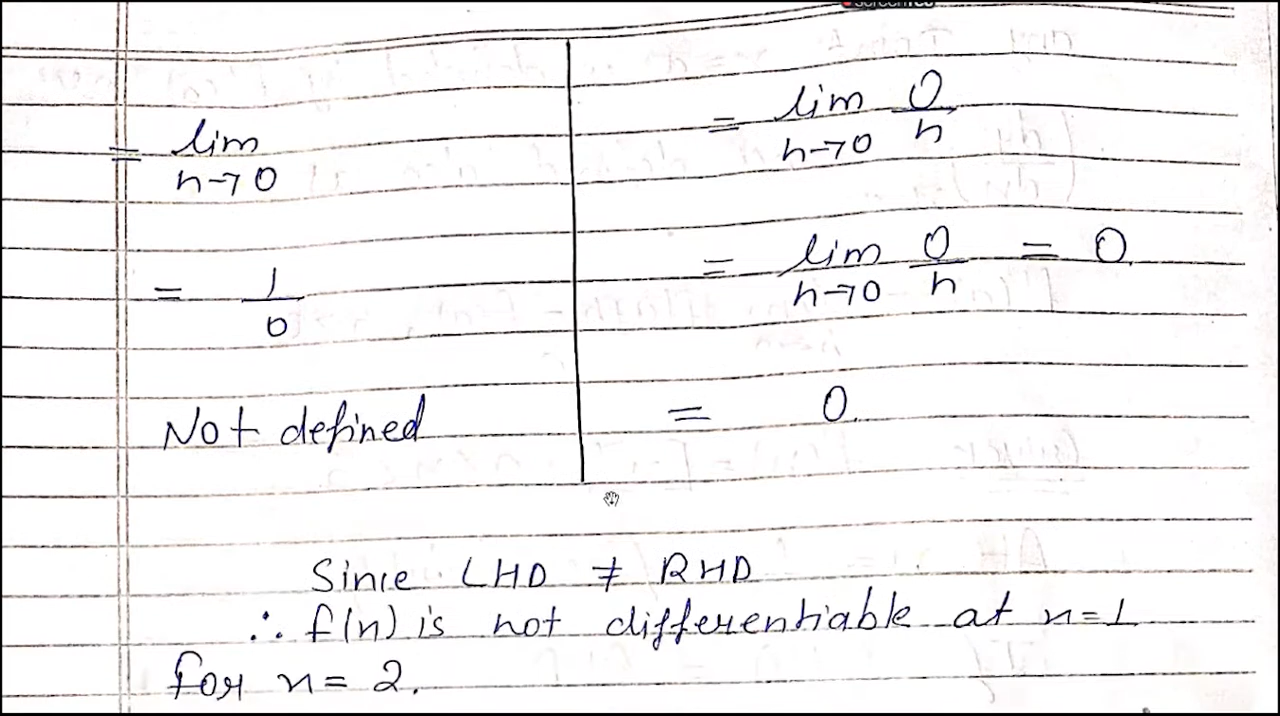 = lim
h→0
= 1/0
Not defined
= lim 0/h
h→0
= lim 0/h = 0.
h→0
= 0.
Since LHD ≠ RHD
∴ f(x) is not differentiable at x=1
for x = 2.